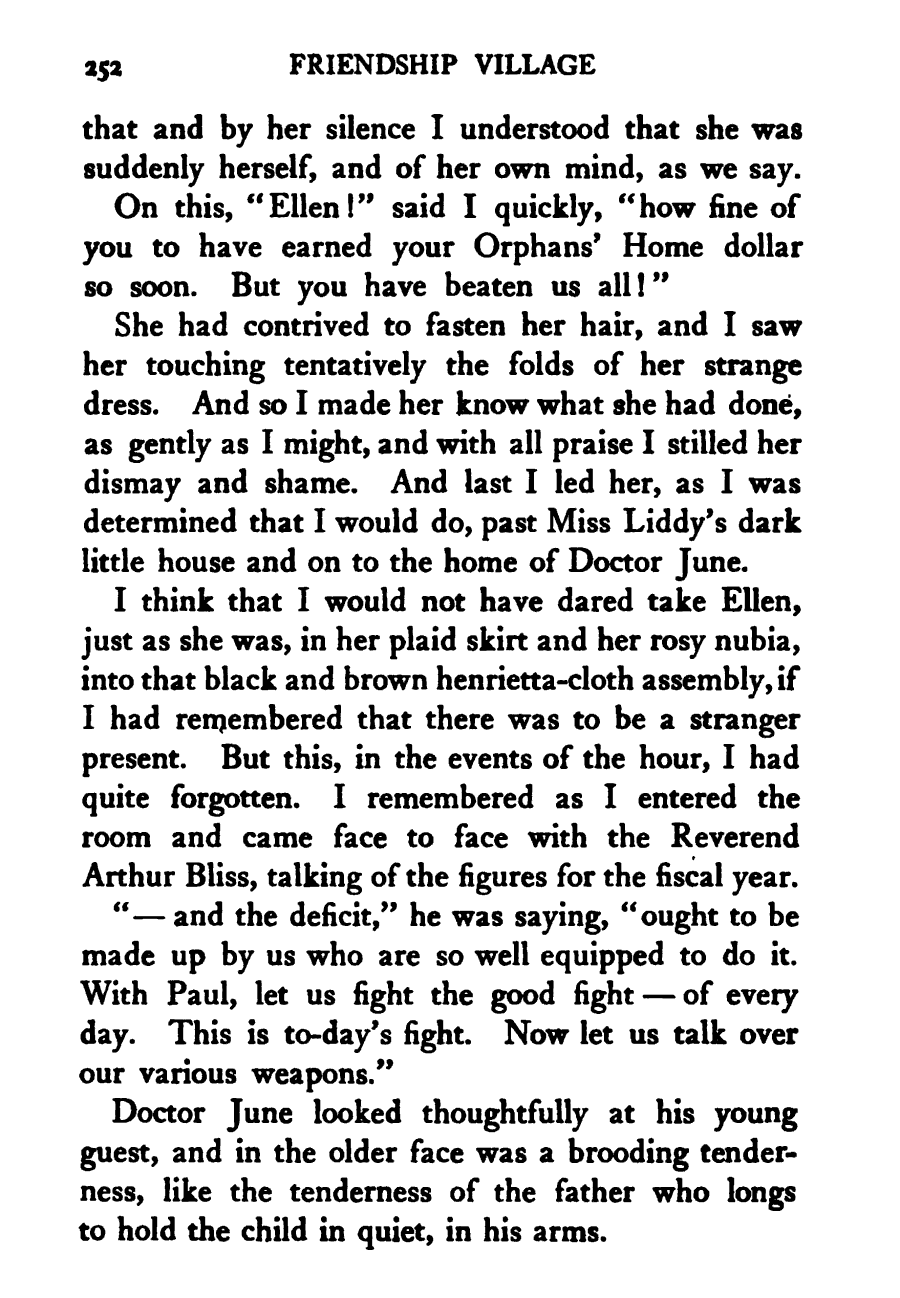 252 FRIENDSHIP VILLAGE
that and by her silence I understood that she was
suddenly herself, and of her own mind, as we say.
On this, "Ellen!" said I quickly, "how fine of
you to have earned your Orphans' Home dollar
so soon. But you have beaten us all!"
She had contrived to fasten her hair, and I saw
her touching tentatively the folds of her strange
dress. And so I made her know what she had done,
as gently as I might, and with all praise I stilled her
dismay and shame. And last I led her, as I was
determined that I would do, past Miss Liddy's dark
little house and on to the home of Doctor June.
I think that I would not have dared take Ellen,
just as she was, in her plaid skirt and her rosy nubia,
into that black and brown henrietta-cloth assembly, if
I had remembered that there was to be a stranger
present. But this, in the events of the hour, I had
quite forgotten. I remembered as I entered the
room and came face to face with the Reverend
Arthur Bliss, talking of the figures for the fiscal year.
"— and the deficit," he was saying, "ought to be
made up by us who are so well equipped to do it.
With Paul, let us fight the good fight — of every
day. This is to-day's fight. Now let us talk over
our various weapons."
Doctor June looked thoughtfully at his young
guest, and in the older face was a brooding tender-
ness, like the tenderness of the father who longs
to hold the child in quiet, in his arms.